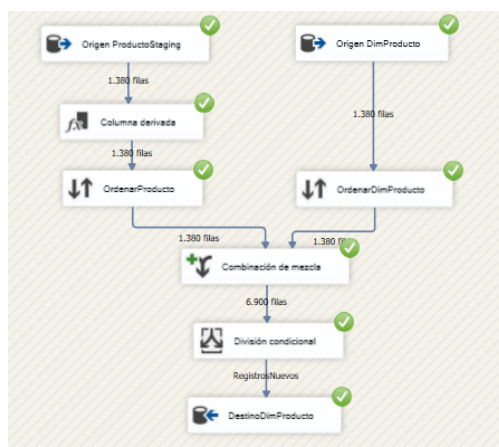 Origen ProductoStaging
Origen DimProducto
1.380 filas
1.380 filas
Columna derivada
1.380 filas
OrdenarProducto
OrdenarDimProducto
1.380 filas
1.380
Combinación de mezcla
6.900 filas
División condicional
RegistrosNuevos
DestinoDimProducto